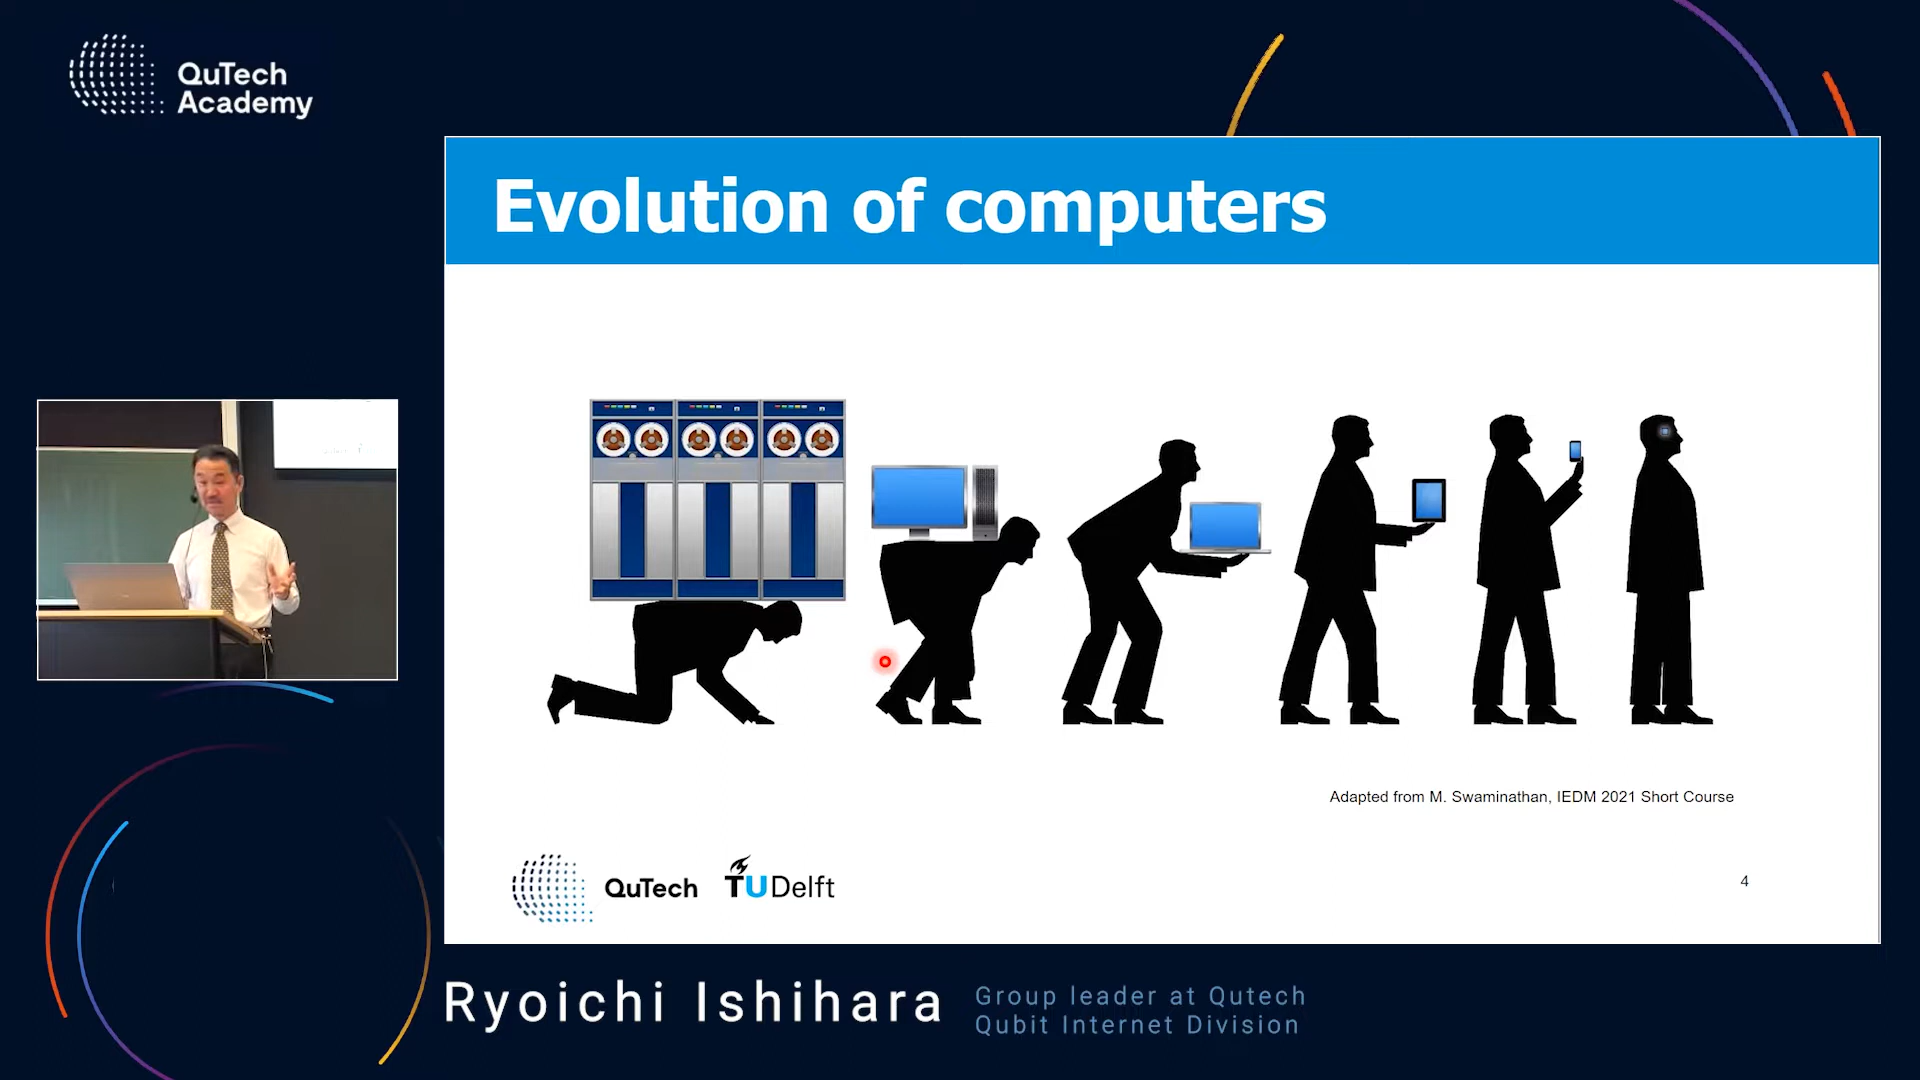 QuTech
Academy
Evolution of computers
Adapted from M. Swaminathan, IEDM 2021 Short Course
QuTech
TUDelft
4
Ryoichi Ishihara
Group leader at Qutech
Qubit Internet Division